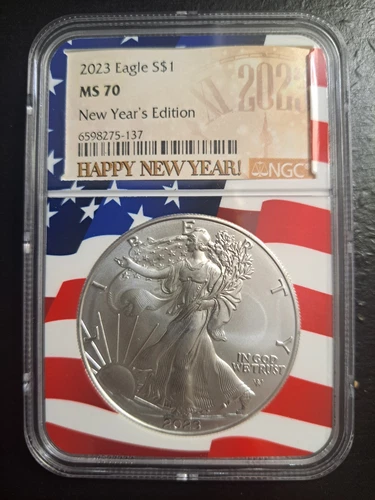 2023 Eagle S$1
MS 70
New Year's Edition
6598275-137
2023
HAPPY NEW YEAR!
NGC
LIBERTY
IN GOD
WE TRUST
2023